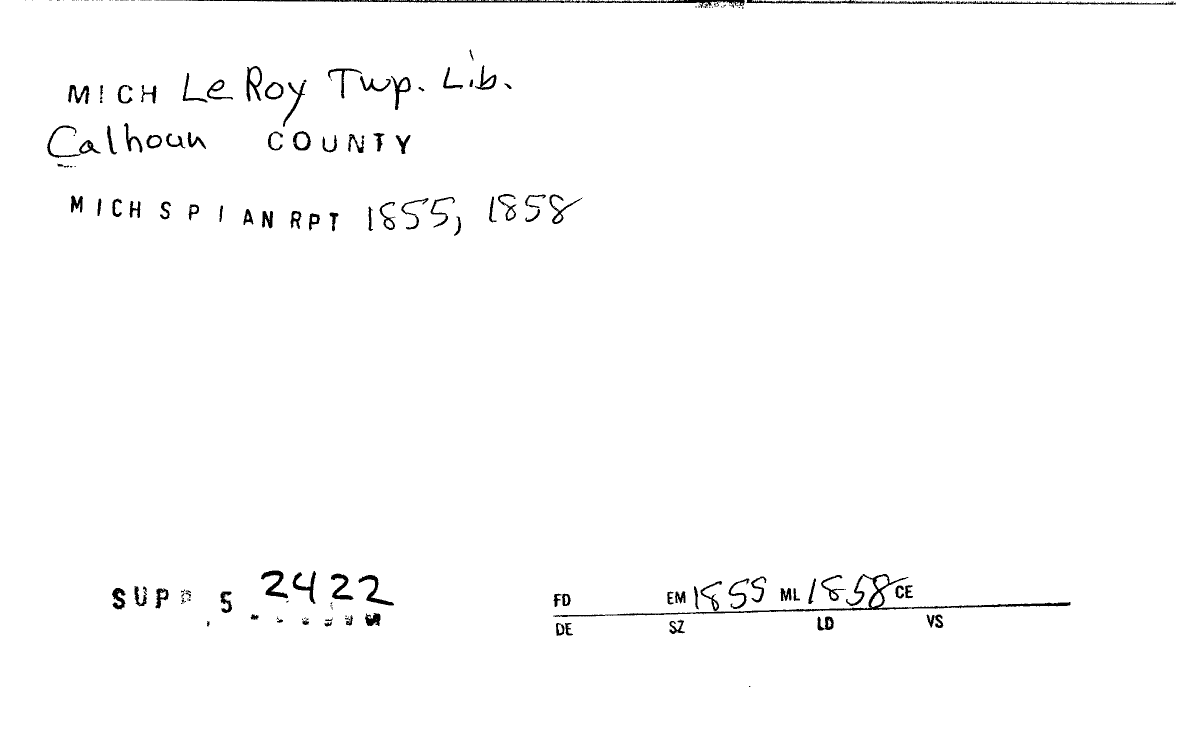 MICH Le Roy Twp. Lib.
Calhoun COUNTY
MICH S P I AN RPT 1855, 1858
SUPP 5 2422
FD EM 1855 ML 1858 CE
DE SZ LD VS